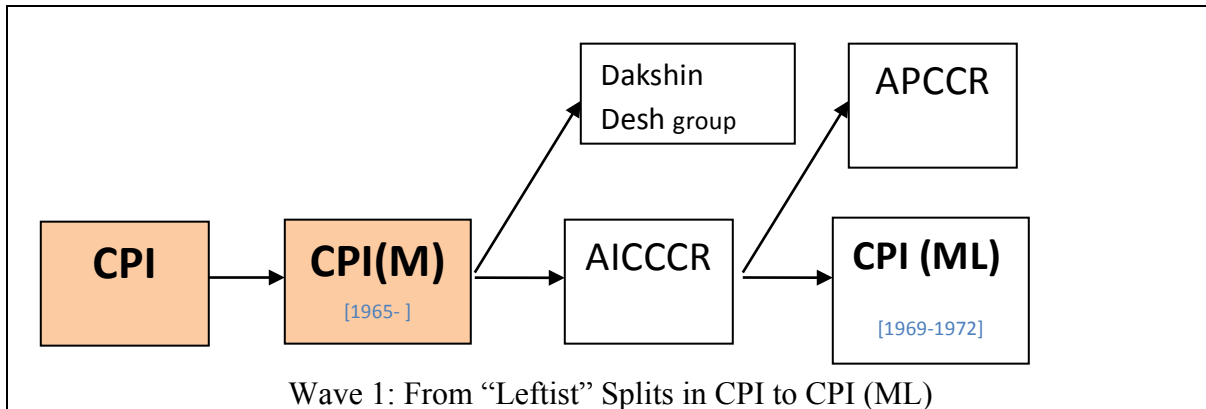 Dakshin
Desh group
APCCR
CPI
CPI(M)
[1965- ]
AICCCR
CPI (ML)
[1969-1972]
Wave 1: From “Leftist” Splits in CPI to CPI (ML)